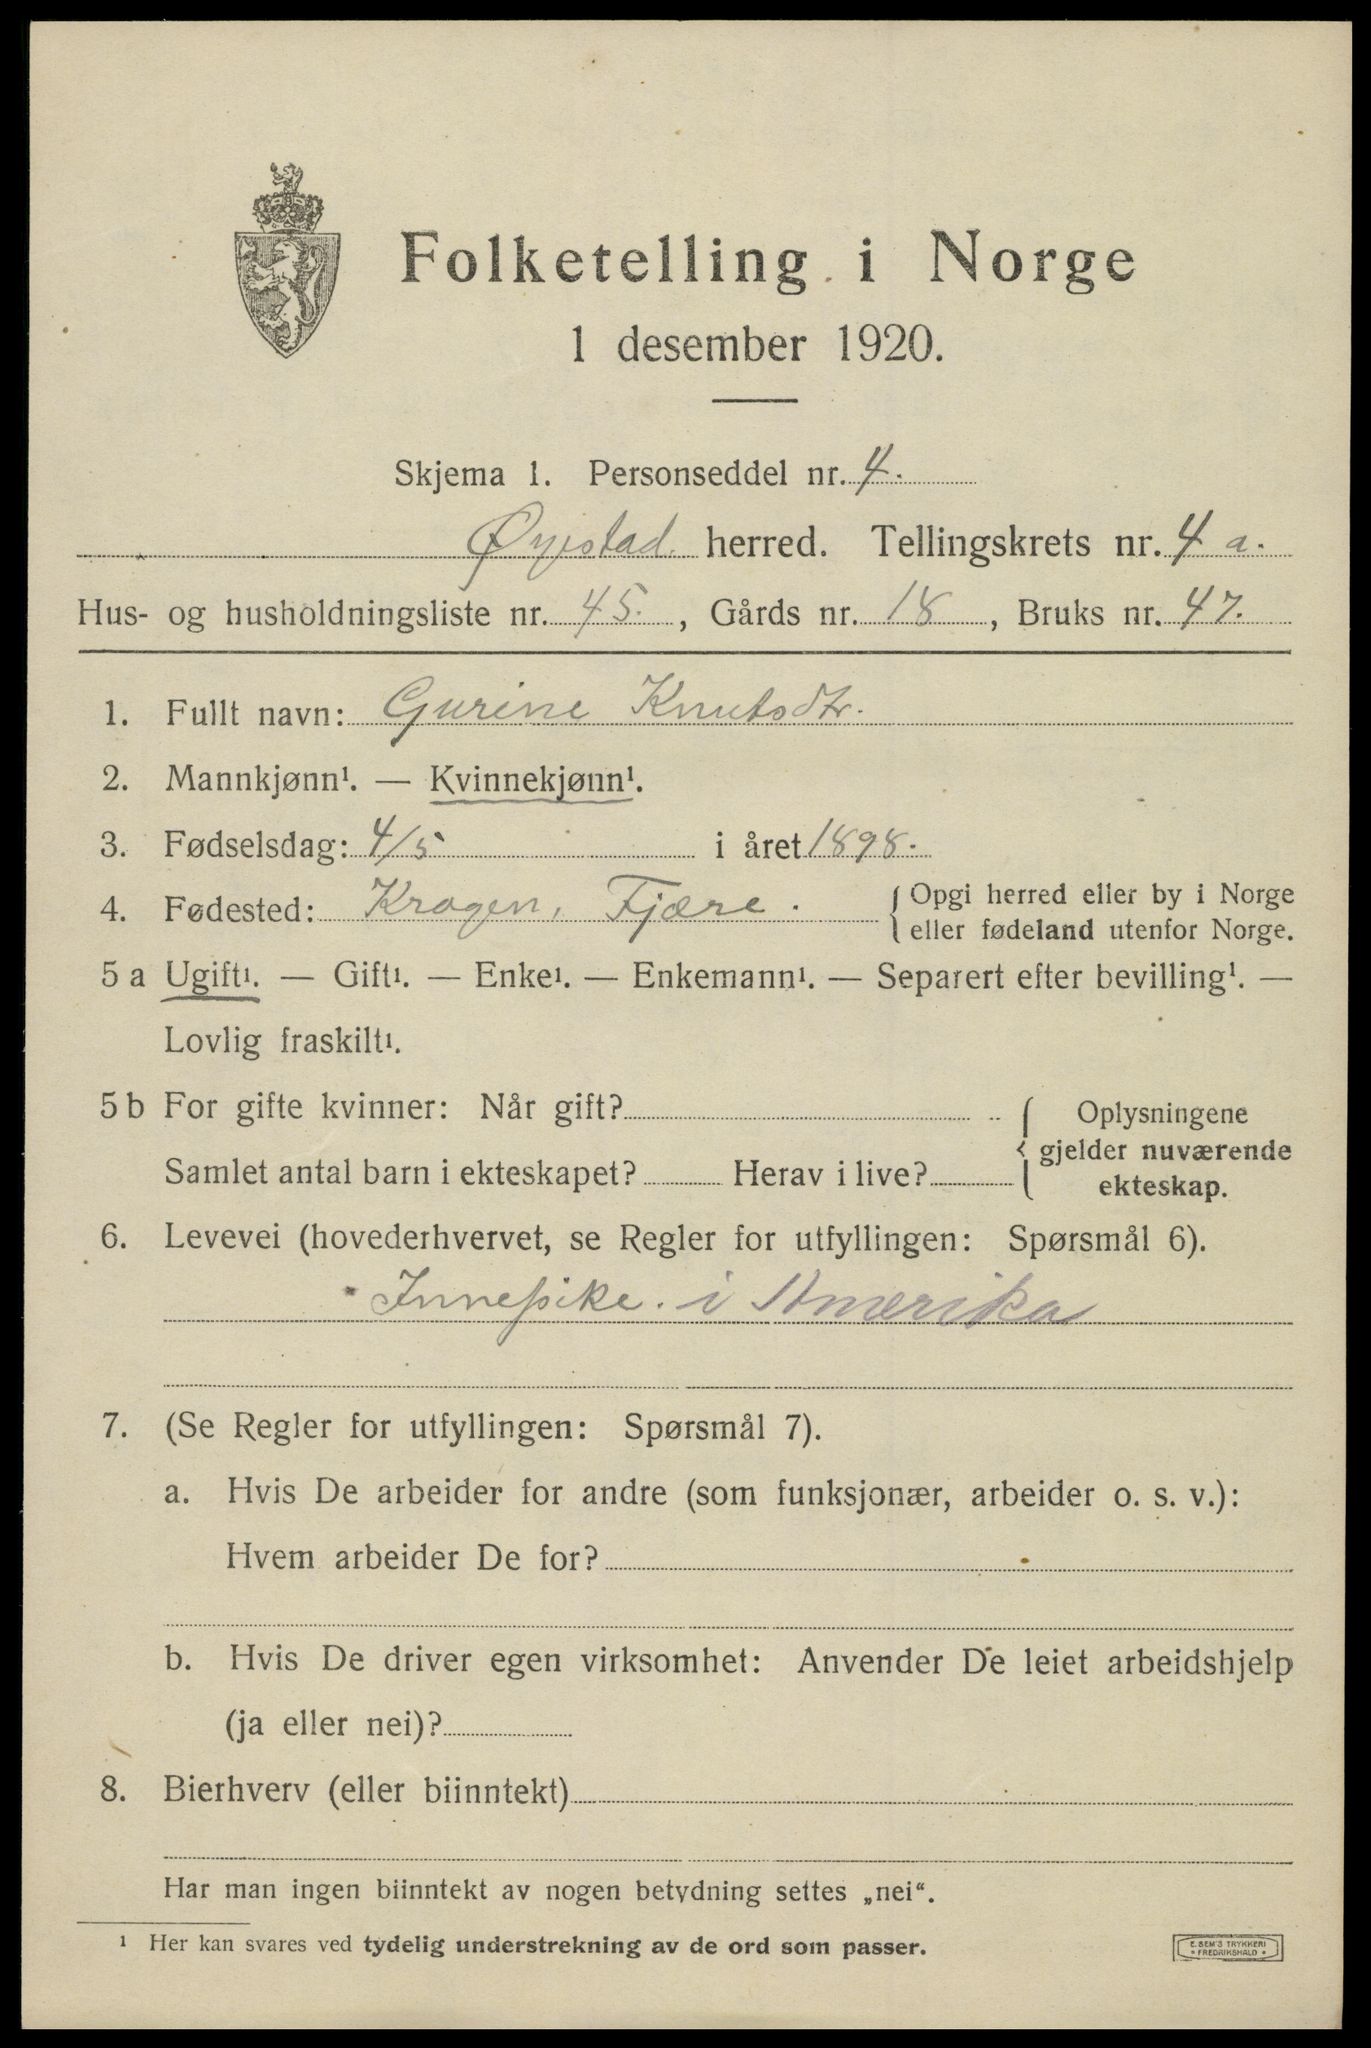 Folketelling i Norge
1 desember 1920.
Skjema 1. Personseddel nr. 4.
Øyestad herred. Tellingskrets nr. 4 a.
Hus- og husholdningsliste nr. 45., Gårds nr. 18, Bruks nr. 47.
1. Fullt navn: Gurine Knutsdtr.
2. Mannkjønn¹. — Kvinnekjønn¹.
3. Fødselsdag: 4/5 i året 1898.
4. Fødested: Krogen, Fjære. { Opgi herred eller by i Norge
eller fødeland utenfor Norge.
5 a Ugift¹. — Gift¹. — Enke¹. — Enkemann¹. — Separert efter bevilling¹. —
Lovlig fraskilt¹.
5 b For gifte kvinner: Når gift? { Oplysningene
gjelder nuværende
Samlet antal barn i ekteskapet? Herav i live? ekteskap.
6. Levevei (hovederhvervet, se Regler for utfyllingen: Spørsmål 6).
Innepike. i Amerika
7. (Se Regler for utfyllingen: Spørsmål 7).
a. Hvis De arbeider for andre (som funksjonær, arbeider o. s. v.):
Hvem arbeider De for?
b. Hvis De driver egen virksomhet: Anvender De leiet arbeidshjelp
(ja eller nei)?
8. Bierhverv (eller biinntekt)
Har man ingen biinntekt av nogen betydning settes „nei“.
¹ Her kan svares ved tydelig understrekning av de ord som passer.
E. SEM'S TRYKKERI
• FREDRIKSHALD •